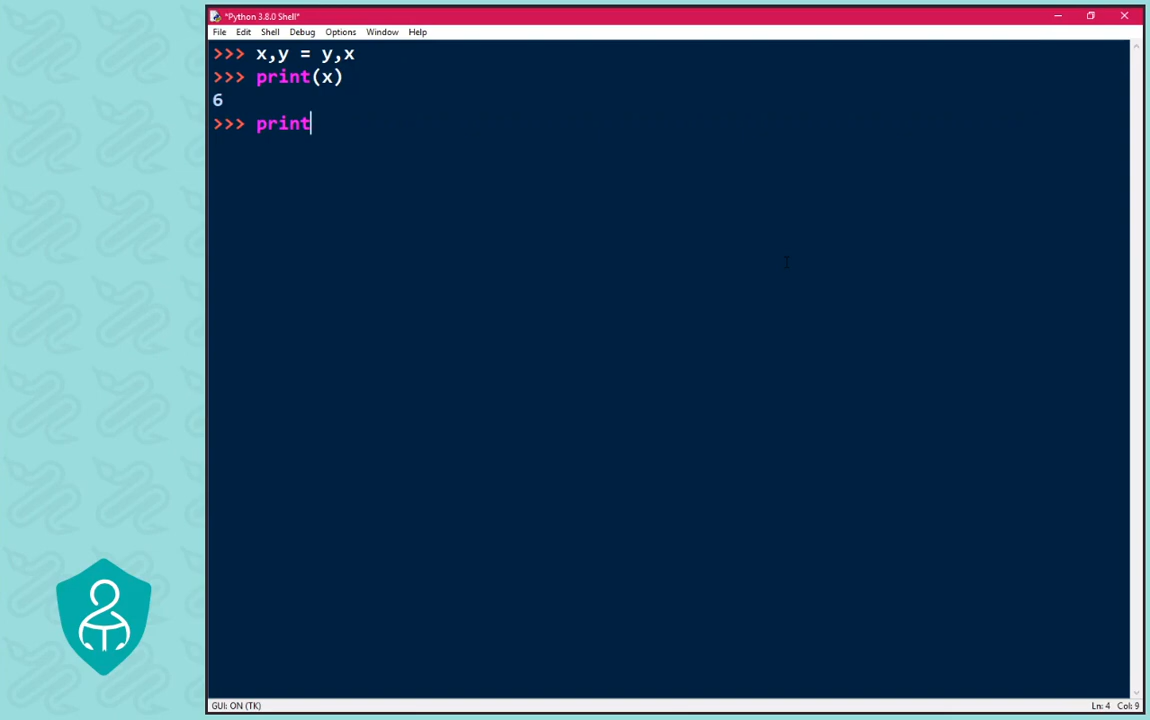 *Python 3.8.0 Shell*
File Edit Shell Debug Options Window Help
>>> x,y = y,x
>>> print(x)
6
>>> print
GUI: ON (TK) Ln: 4 Col: 9